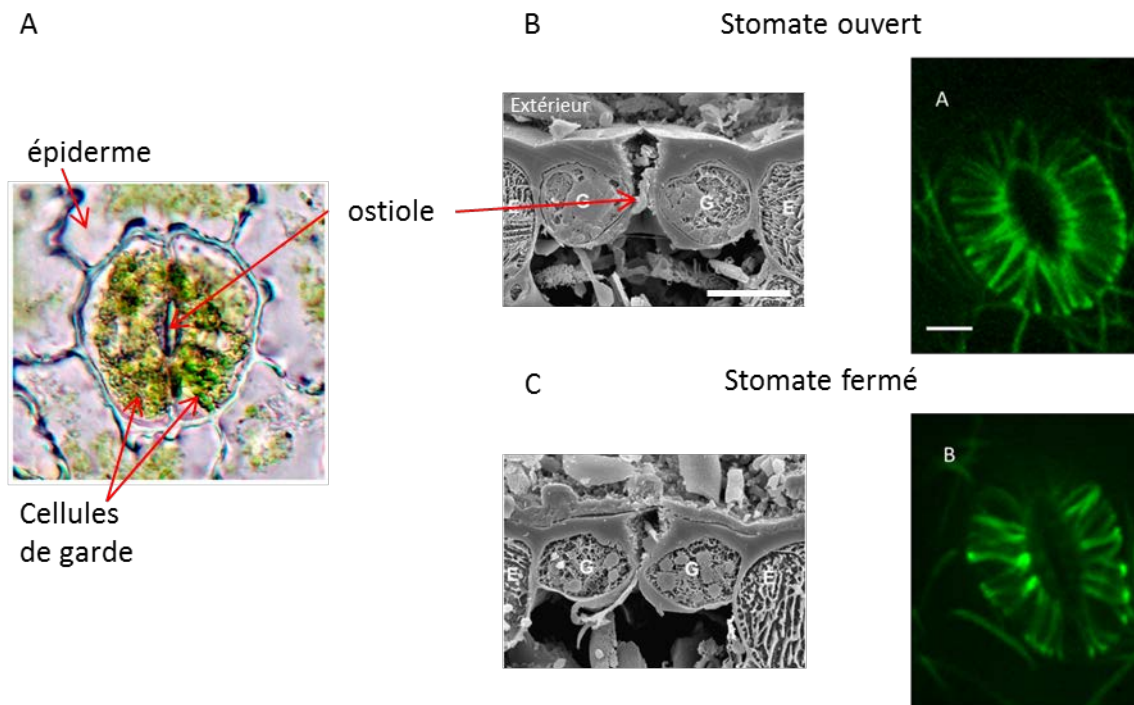 A
B
Stomate ouvert
Extérieur
A
épiderme
ostiole
E
G
G
E
C
Stomate fermé
B
Cellules
de garde
E
G
G
E